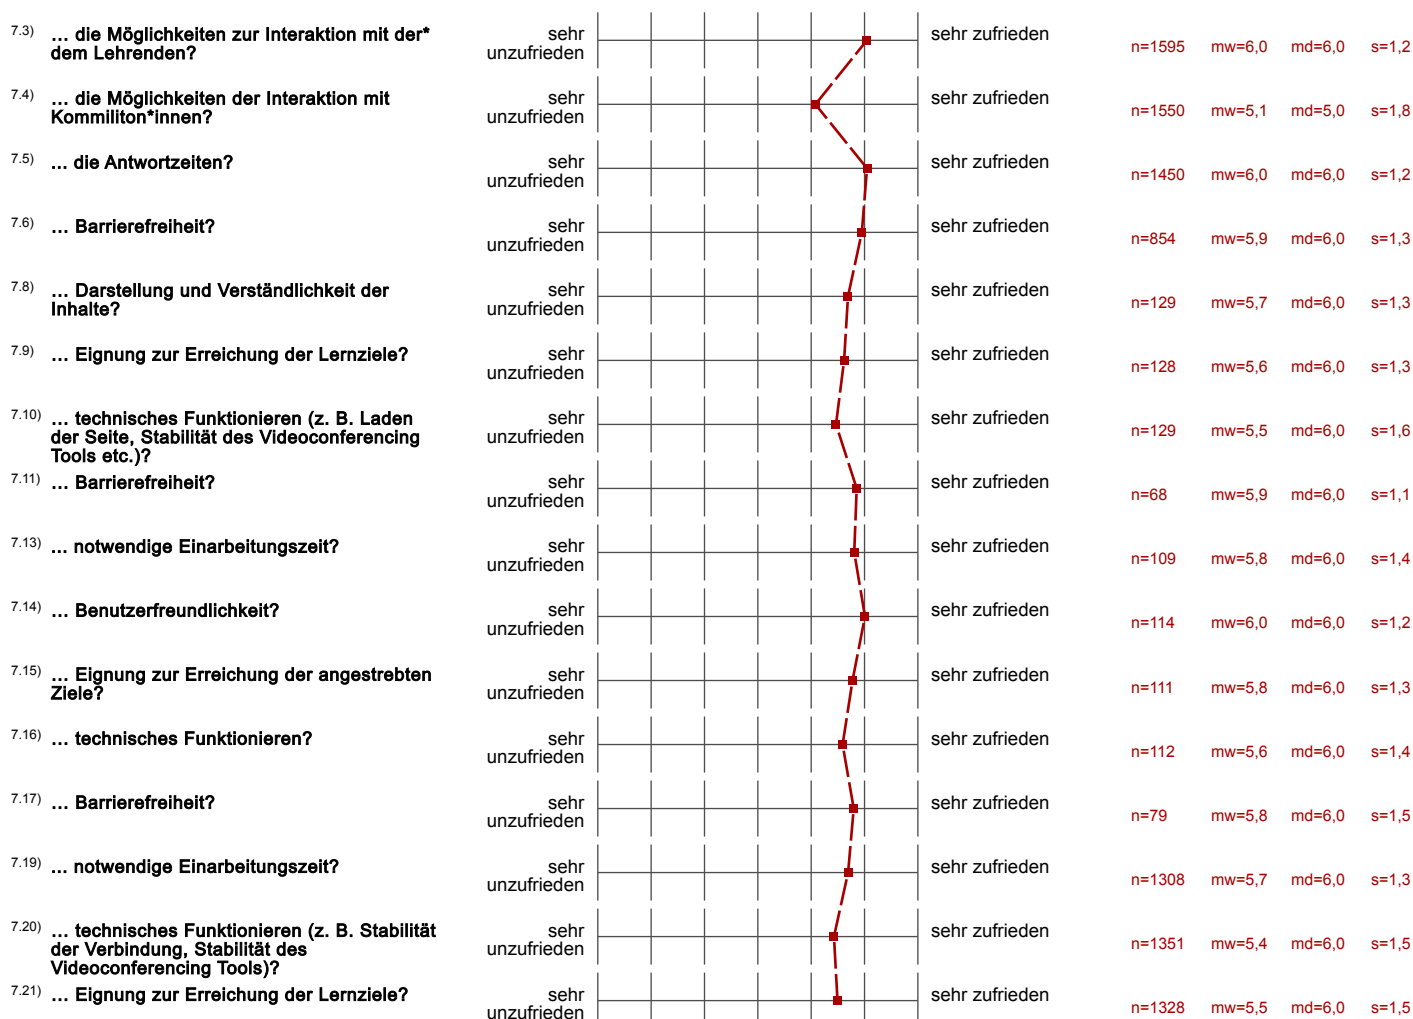 7.3) ... die Möglichkeiten zur Interaktion mit der*
dem Lehrenden?
sehr
unzufrieden
sehr zufrieden
n=1595 mw=6,0 md=6,0 s=1,2
7.4) ... die Möglichkeiten der Interaktion mit
Kommiliton*innen?
sehr
unzufrieden
sehr zufrieden
n=1550 mw=5,1 md=5,0 s=1,8
7.5) ... die Antwortzeiten?
sehr
unzufrieden
sehr zufrieden
n=1450 mw=6,0 md=6,0 s=1,2
7.6) ... Barrierefreiheit?
sehr
unzufrieden
sehr zufrieden
n=854 mw=5,9 md=6,0 s=1,3
7.8) ... Darstellung und Verständlichkeit der
Inhalte?
sehr
unzufrieden
sehr zufrieden
n=129 mw=5,7 md=6,0 s=1,3
7.9) ... Eignung zur Erreichung der Lernziele?
sehr
unzufrieden
sehr zufrieden
n=128 mw=5,6 md=6,0 s=1,3
7.10) ... technisches Funktionieren (z. B. Laden
der Seite, Stabilität des Videoconferencing
Tools etc.)?
sehr
unzufrieden
sehr zufrieden
n=129 mw=5,5 md=6,0 s=1,6
7.11) ... Barrierefreiheit?
sehr
unzufrieden
sehr zufrieden
n=68 mw=5,9 md=6,0 s=1,1
7.13) ... notwendige Einarbeitungszeit?
sehr
unzufrieden
sehr zufrieden
n=109 mw=5,8 md=6,0 s=1,4
7.14) ... Benutzerfreundlichkeit?
sehr
unzufrieden
sehr zufrieden
n=114 mw=6,0 md=6,0 s=1,2
7.15) ... Eignung zur Erreichung der angestrebten
Ziele?
sehr
unzufrieden
sehr zufrieden
n=111 mw=5,8 md=6,0 s=1,3
7.16) ... technisches Funktionieren?
sehr
unzufrieden
sehr zufrieden
n=112 mw=5,6 md=6,0 s=1,4
7.17) ... Barrierefreiheit?
sehr
unzufrieden
sehr zufrieden
n=79 mw=5,8 md=6,0 s=1,5
7.19) ... notwendige Einarbeitungszeit?
sehr
unzufrieden
sehr zufrieden
n=1308 mw=5,7 md=6,0 s=1,3
7.20) ... technisches Funktionieren (z. B. Stabilität
der Verbindung, Stabilität des
Videoconferencing Tools)?
sehr
unzufrieden
sehr zufrieden
n=1351 mw=5,4 md=6,0 s=1,5
7.21) ... Eignung zur Erreichung der Lernziele?
sehr
unzufrieden
sehr zufrieden
n=1328 mw=5,5 md=6,0 s=1,5